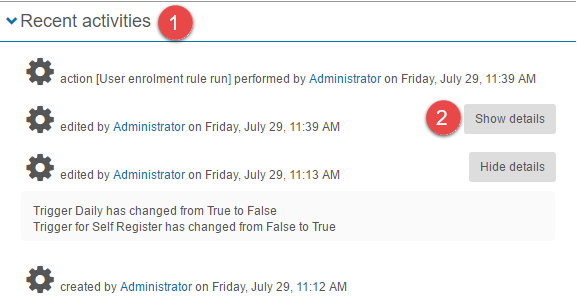 Recent activities 1
action [User enrolment rule run] performed by Administrator on Friday, July 29, 11:39 AM
edited by Administrator on Friday, July 29, 11:39 AM 2 Show details
edited by Administrator on Friday, July 29, 11:13 AM Hide details
Trigger Daily has changed from True to False
Trigger for Self Register has changed from False to True
created by Administrator on Friday, July 29, 11:12 AM